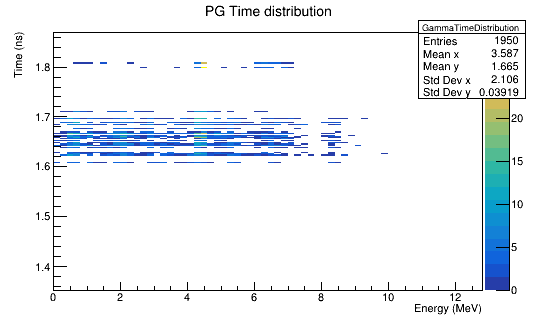 PG Time distribution
GammaTimeDistribution
Entries 1950
Mean x 3.587
Mean y 1.665
Std Dev x 2.106
Std Dev y 0.03919
Time (ns)
1.8
1.7
1.6
1.5
1.4
20
15
10
5
0
0 2 4 6 8 10 12
Energy (MeV)